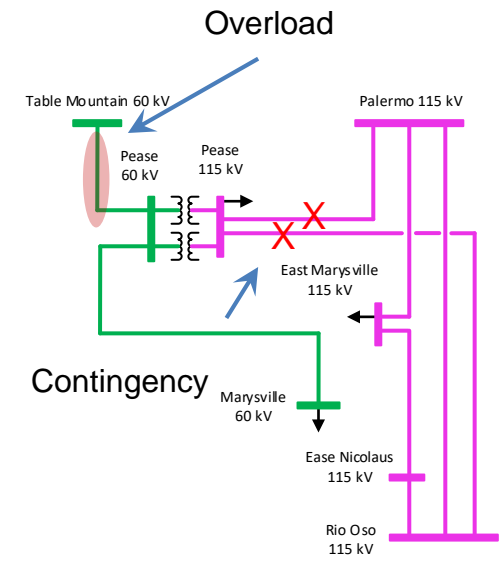 Overload
Table Mountain 60 kV
Palermo 115 kV
Pease
60 kV
Pease
115 kV
X
X
East Marysville
115 kV
Contingency
Marysville
60 kV
Ease Nicolaus
115 kV
Rio Oso
115 kV